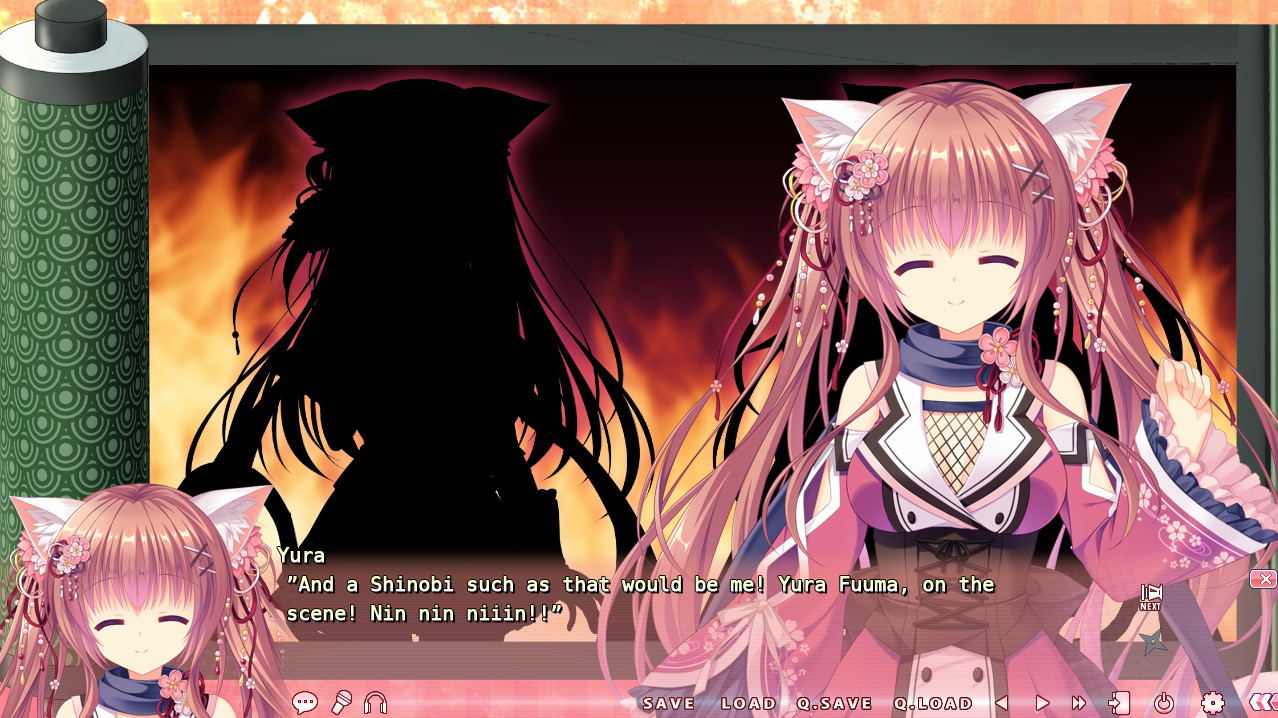 Yura
”And a Shinobi such as that would be me! Yura Fuuma, on the
scene! Nin nin niiin!!”
NEXT
SAVE LOAD Q.SAVE Q.LOAD